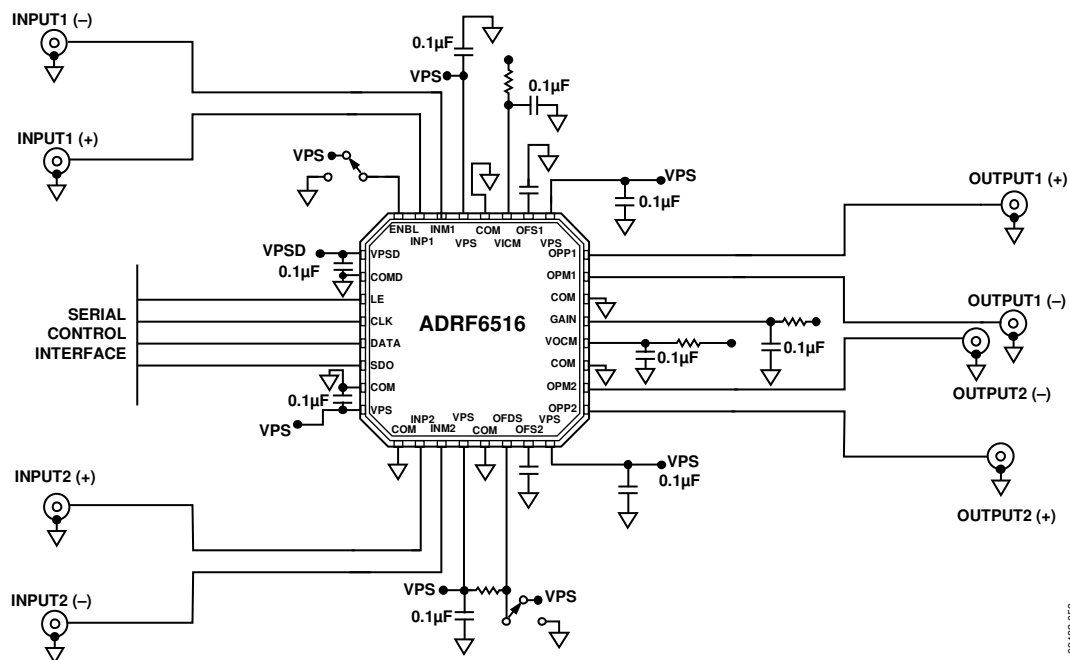 INPUT1 (–)
0.1µF
VPS
0.1µF
INPUT1 (+)
VPS
VPS
0.1µF
OUTPUT1 (+)
ENBL
INP1
INM1
VPS
COM
VICM
OFS1
VPS
VPSD
0.1µF
VPSD
COMD
LE
CLK
DATA
SDO
COM
VPS
SERIAL
CONTROL
INTERFACE
ADRF6516
OPP1
OPM1
COM
GAIN
VOCM
COM
OPM2
OPP2
OUTPUT1 (–)
0.1µF
0.1µF
OUTPUT2 (–)
0.1µF
VPS
COM
INP2
INM2
VPS
COM
OFDS
OFS2
VPS
VPS
0.1µF
INPUT2 (+)
OUTPUT2 (+)
VPS
0.1µF
VPS
INPUT2 (–)